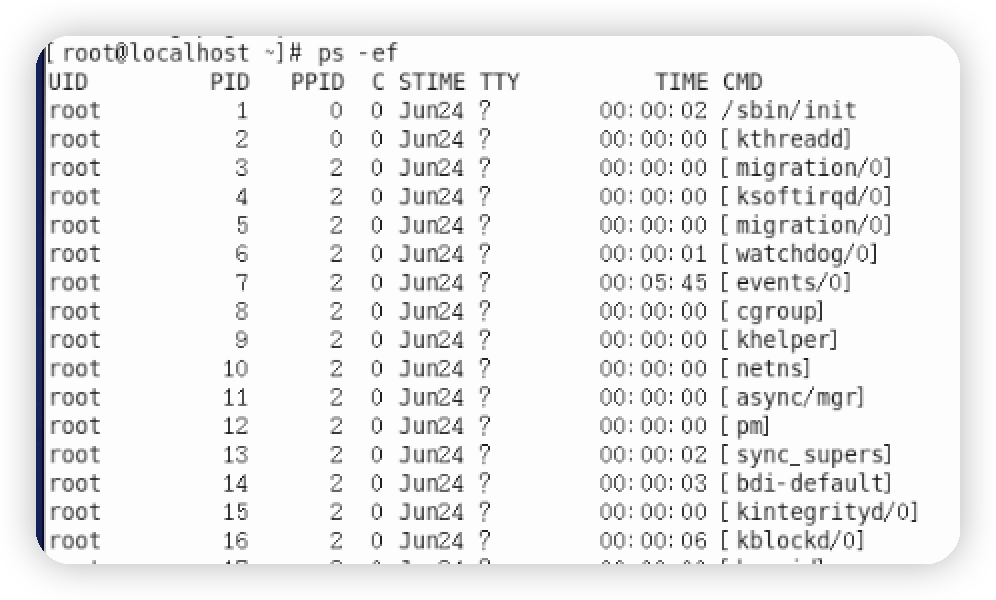 [root@localhost ~]# ps -ef
UID PID PPID C STIME TTY TIME CMD
root 1 0 0 Jun24 ? 00:00:02 /sbin/init
root 2 0 0 Jun24 ? 00:00:00 [kthreadd]
root 3 2 0 Jun24 ? 00:00:00 [migration/0]
root 4 2 0 Jun24 ? 00:00:00 [ksoftirqd/0]
root 5 2 0 Jun24 ? 00:00:00 [migration/0]
root 6 2 0 Jun24 ? 00:00:01 [watchdog/0]
root 7 2 0 Jun24 ? 00:05:45 [events/0]
root 8 2 0 Jun24 ? 00:00:00 [cgroup]
root 9 2 0 Jun24 ? 00:00:00 [khelper]
root 10 2 0 Jun24 ? 00:00:00 [netns]
root 11 2 0 Jun24 ? 00:00:00 [async/mgr]
root 12 2 0 Jun24 ? 00:00:00 [pm]
root 13 2 0 Jun24 ? 00:00:02 [sync_supers]
root 14 2 0 Jun24 ? 00:00:03 [bdi-default]
root 15 2 0 Jun24 ? 00:00:00 [kintegrityd/0]
root 16 2 0 Jun24 ? 00:00:06 [kblockd/0]